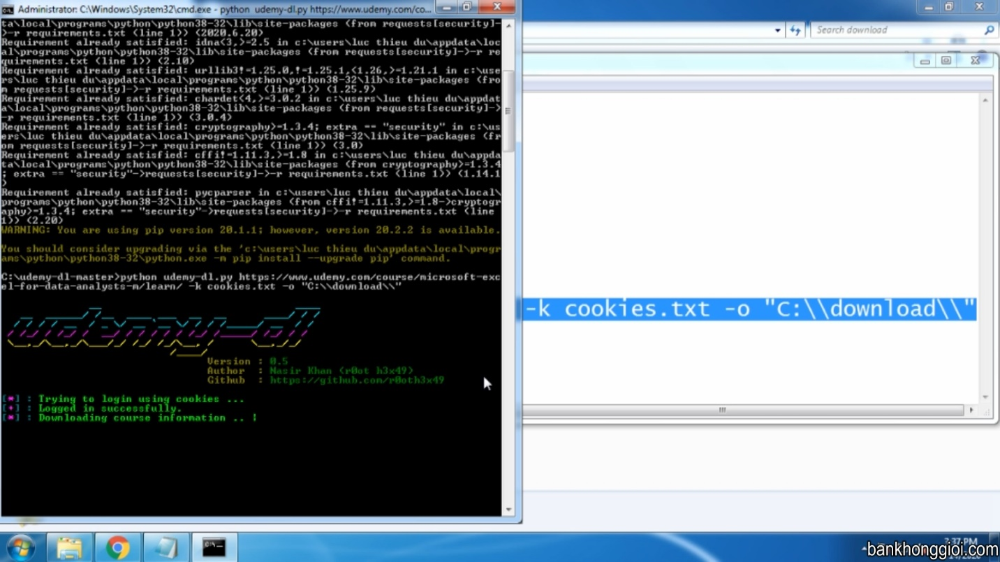 Administrator: C:\Windows\System32\cmd.exe - python  udemy-dl.py https://www.udemy.com/co...
data\local\programs\python\python38-32\lib\site-packages (from requests[security]-
>-r requirements.txt (line 1)) (2020.6.20)
Requirement already satisfied: idna<3,>=2.5 in c:\users\luc thieu du\appdata\loc
al\programs\python\python38-32\lib\site-packages (from requests[security]->-r re
quirements.txt (line 1)) (2.10)
Requirement already satisfied: urllib3!=1.25.0,!=1.25.1,<1.26,>=1.21.1 in c:\use
rs\luc thieu du\appdata\local\programs\python\python38-32\lib\site-packages (fro
m requests[security]->-r requirements.txt (line 1)) (1.25.9)
Requirement already satisfied: chardet<4,>=3.0.2 in c:\users\luc thieu du\appdat
a\local\programs\python\python38-32\lib\site-packages (from requests[security]->
-r requirements.txt (line 1)) (3.0.4)
Requirement already satisfied: cryptography>=1.3.4; extra == "security" in c:\us
ers\luc thieu du\appdata\local\programs\python\python38-32\lib\site-packages (fr
om requests[security]->-r requirements.txt (line 1)) (3.0)
Requirement already satisfied: cffi!=1.11.3,>=1.8 in c:\users\luc thieu du\appda
ta\local\programs\python\python38-32\lib\site-packages (from cryptography>=1.3.4
; extra == "security"->requests[security]->-r requirements.txt (line 1)) (1.14.1
)
Requirement already satisfied: pycparser in c:\users\luc thieu du\appdata\local\
programs\python\python38-32\lib\site-packages (from cffi!=1.11.3,>=1.8->cryptogr
aphy>=1.3.4; extra == "security"->requests[security]->-r requirements.txt (line
1)) (2.20)
WARNING: You are using pip version 20.1.1; however, version 20.2.2 is available.
You should consider upgrading via the 'c:\users\luc thieu du\appdata\local\progr
ams\python\python38-32\python.exe -m pip install --upgrade pip' command.
C:\udemy-dl-master>python udemy-dl.py https://www.udemy.com/course/microsoft-exc
el-for-data-analysts-m/learn/ -k cookies.txt -o "C:\\download\\"
udemy-dl
Version : 0.5
Author  : Nasir Khan (r0ot h3x49)
Github  : https://github.com/r0oth3x49
[*] : Trying to login using cookies ...
[+] : Logged in successfully.
[*] : Downloading course information .. |
Search download
-k cookies.txt -o "C:\\download\\"
bankhonggioi.com